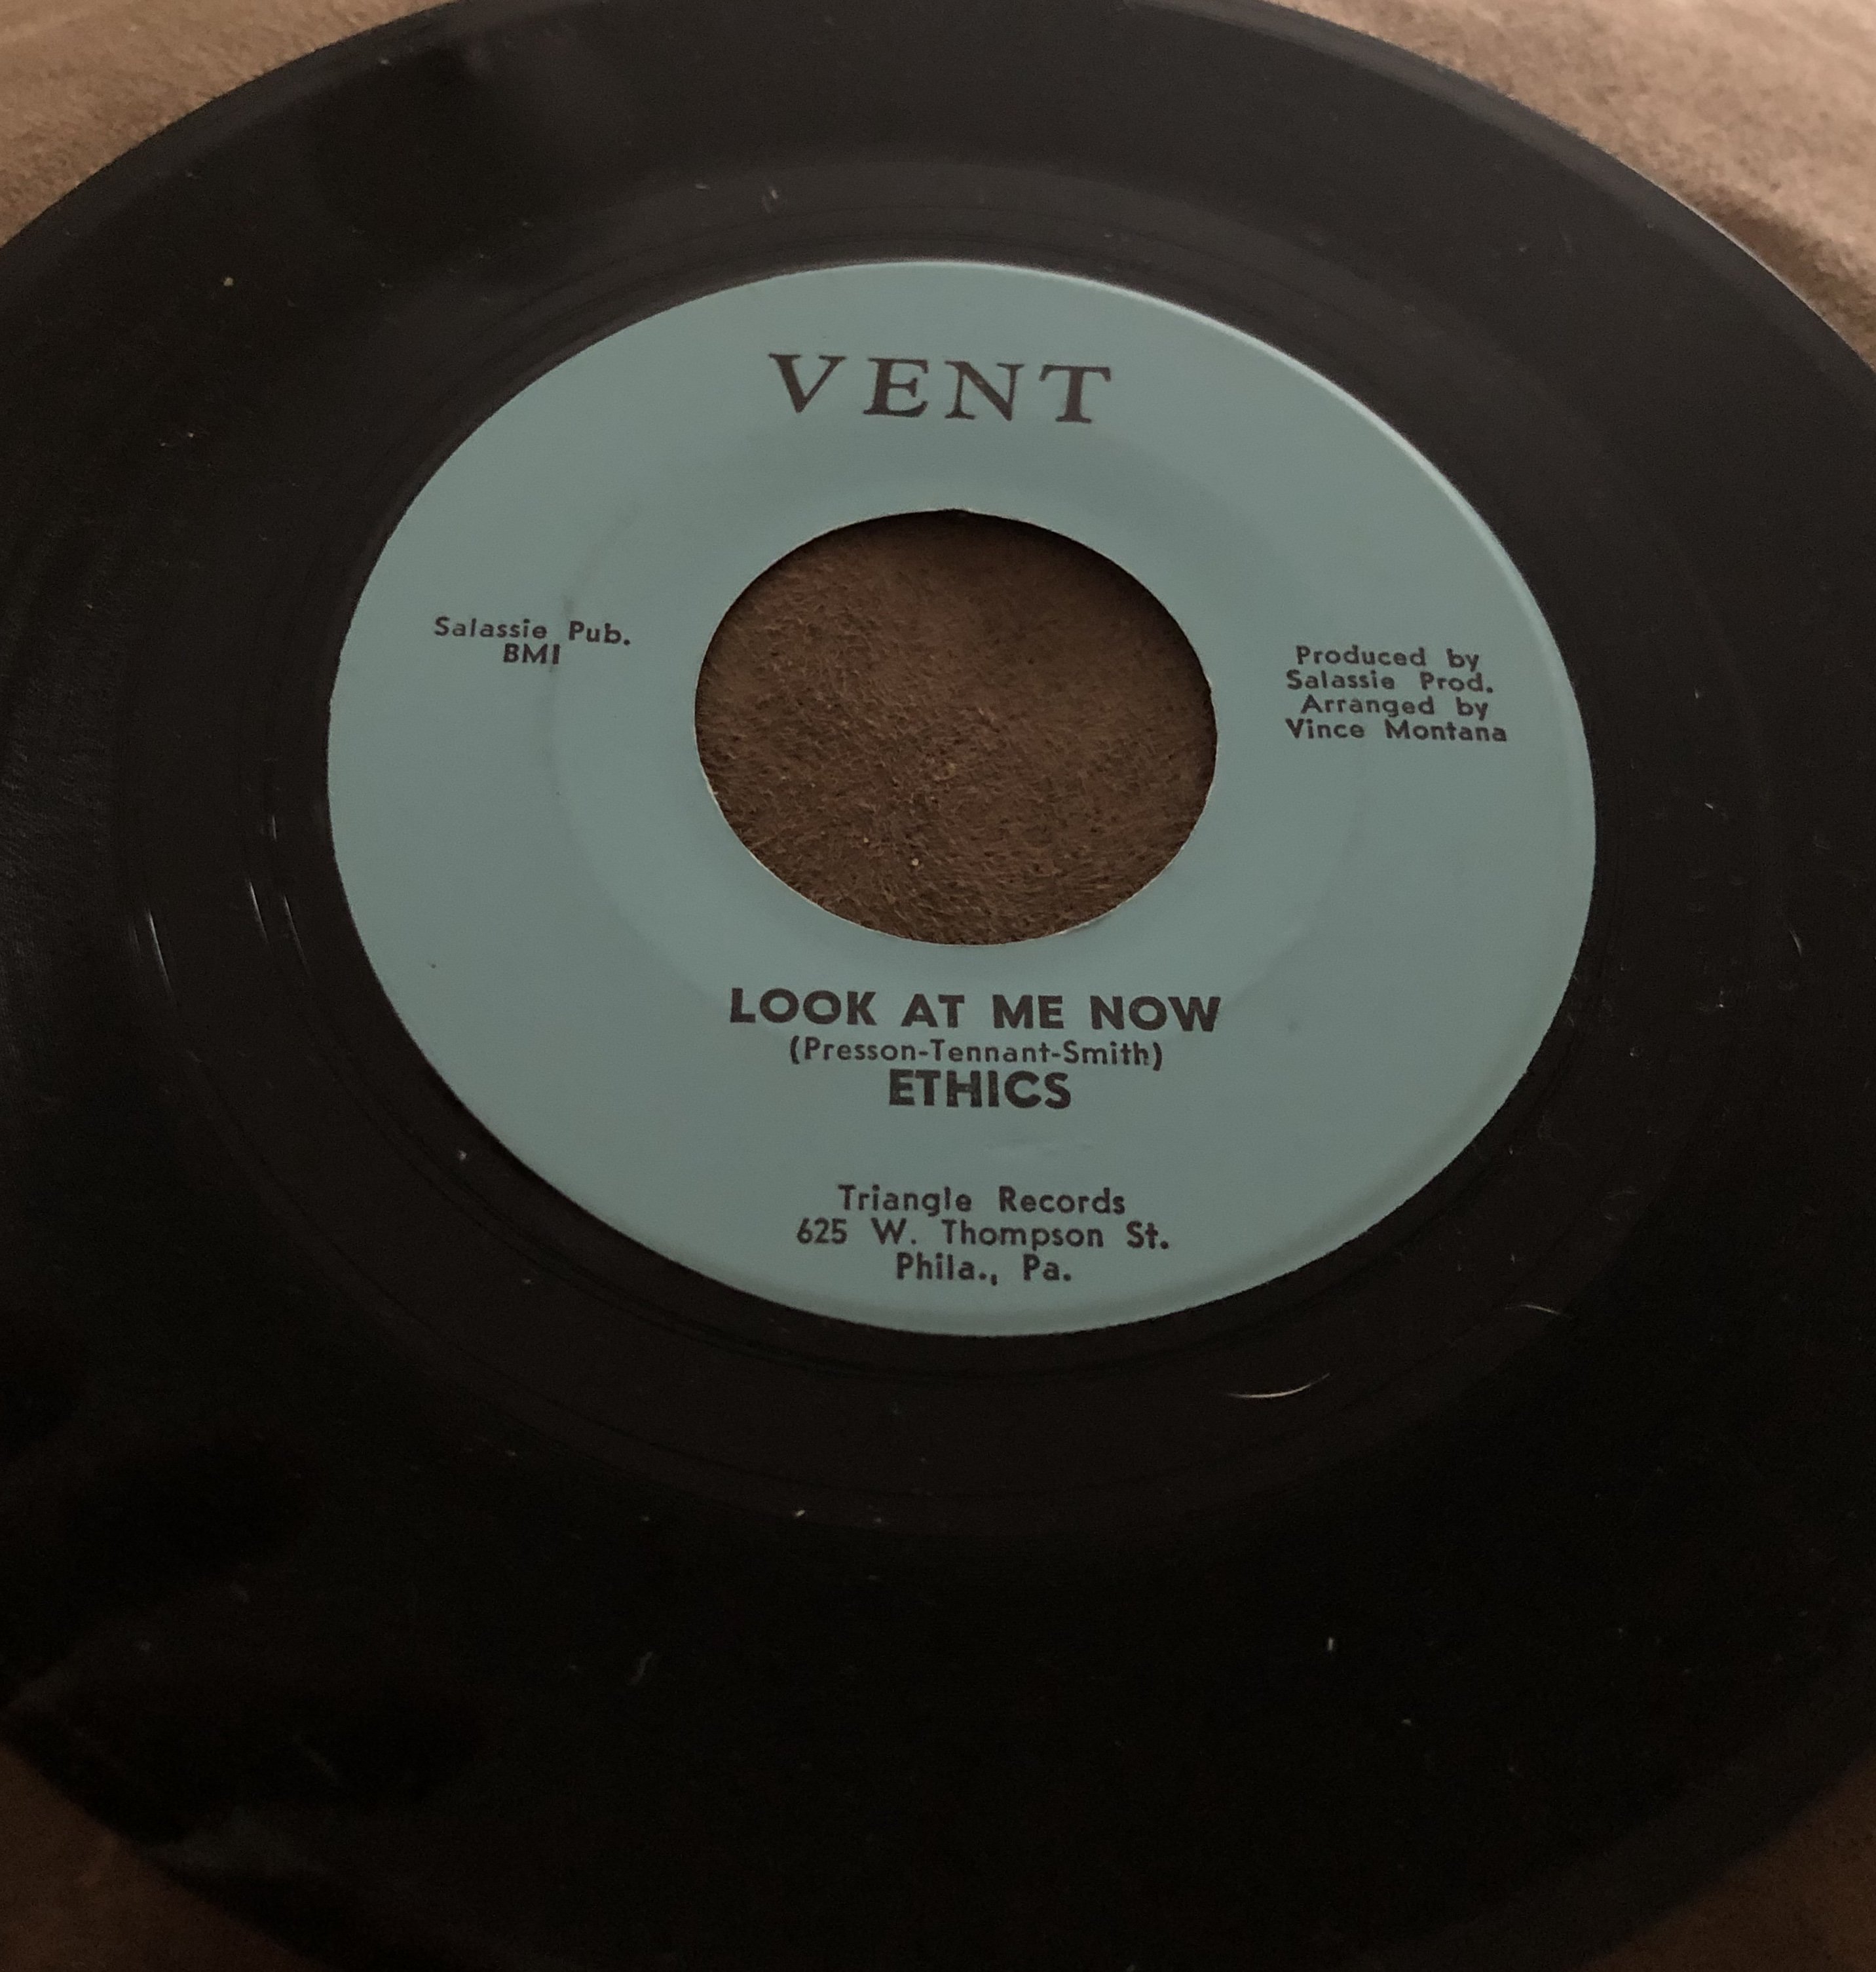 VENT
Salassie Pub.
BMI
Produced by
Salassie Prod.
Arranged by
Vince Montana
LOOK AT ME NOW
(Presson-Tennant-Smith)
ETHICS
Triangle Records
625 W. Thompson St.
Phila., Pa.